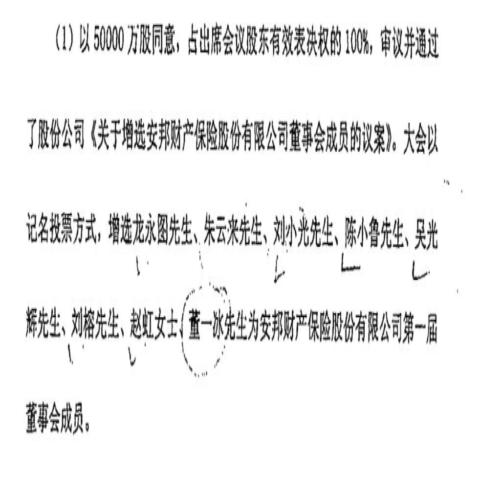 （1）以 50000 万股同意，占出席会议股东有效表决权的 100%，审议并通过
了股份公司《关于增选安邦财产保险股份有限公司董事会成员的议案》。大会以
记名投票方式，增选龙永图先生、朱云来先生、刘小光先生、陈小鲁先生、吴光
辉先生、刘榕先生、赵虹女士、董一冰先生为安邦财产保险股份有限公司第一届
董事会成员。